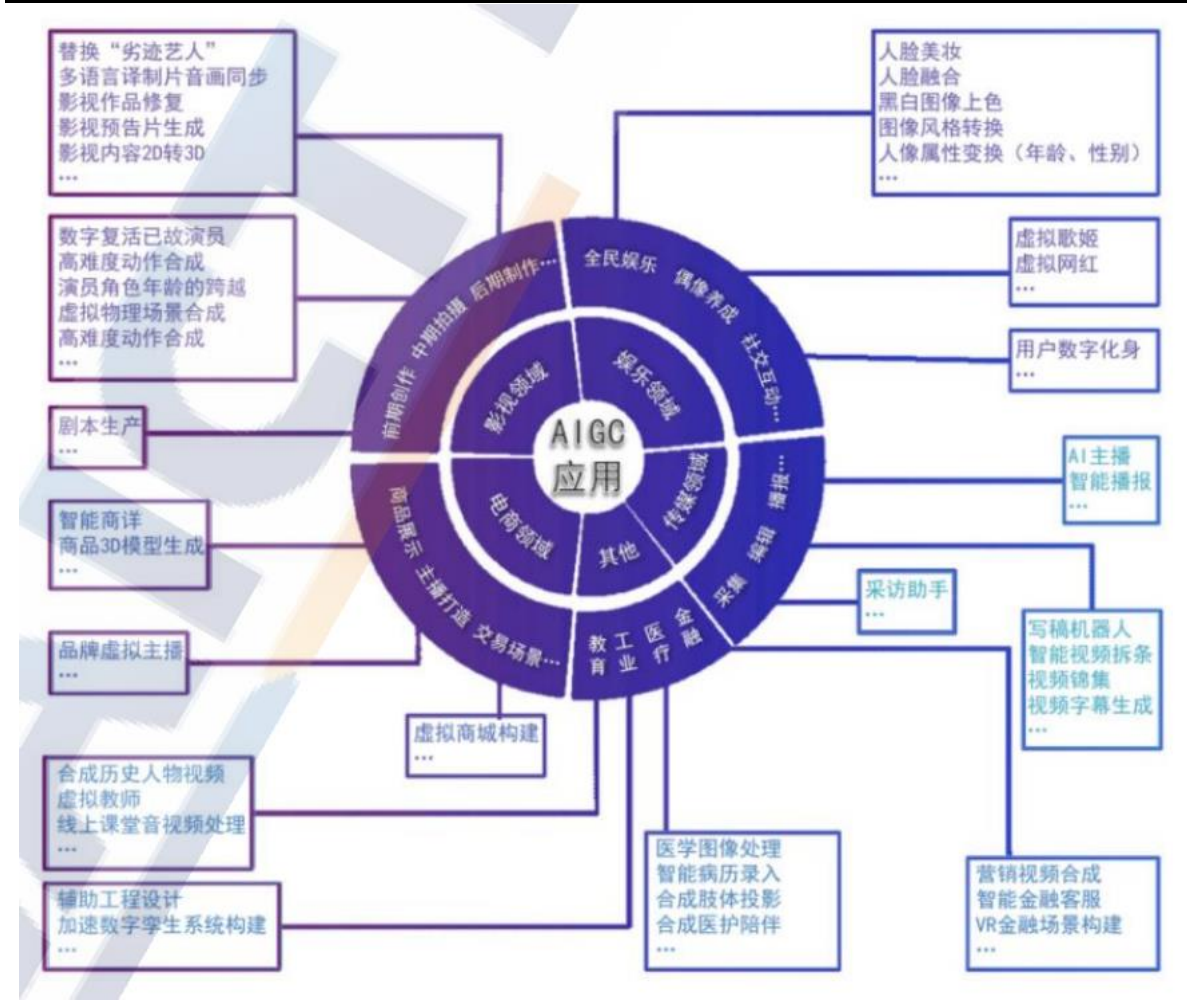 替换“劣迹艺人”
多语言译制片音画同步
影视作品修复
影视预告片生成
影视内容2D转3D
...
数字复活已故演员
高难度动作合成
演员角色年龄的跨越
虚拟物理场景合成
高难度动作合成
...
剧本生产
...
智能商详
商品3D模型生成
...
品牌虚拟主播
...
虚拟商城构建
...
合成历史人物视频
虚拟教师
线上课堂音视频处理
...
辅助工程设计
加速数字孪生系统构建
...
人脸美妆
人脸融合
黑白图像上色
图像风格转换
人像属性变换（年龄、性别）
...
虚拟歌姬
虚拟网红
...
用户数字化身
...
AI主播
智能播报
...
采访助手
...
写稿机器人
智能视频拆条
视频锦集
视频字幕生成
...
医学图像处理
智能病历录入
合成肢体投影
合成医护陪伴
...
营销视频合成
智能金融客服
VR金融场景构建
...
前期创作 中期拍摄 后期制作...
全民娱乐 偶像养成 社交互动...
影视领域
娱乐领域
AIGC
应用
电商领域
其他
传媒领域
商品展示 主播打造 交易场景...
教育 工业 医疗 金融
采集 编辑 播报...